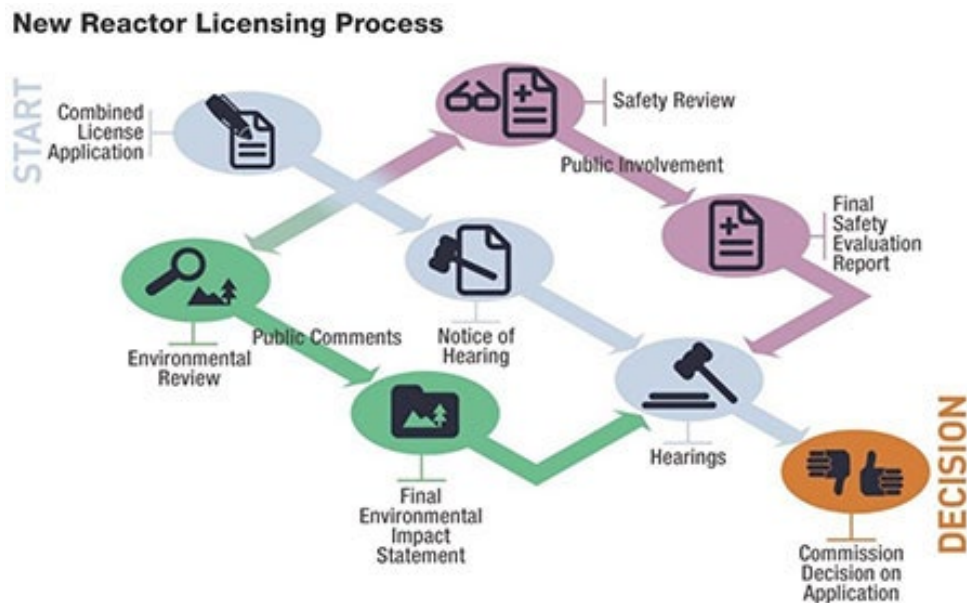 New Reactor Licensing Process
START
Combined
License
Application
Safety Review
Public Involvement
Final
Safety
Evaluation
Report
Notice of
Hearing
Public Comments
Environmental
Review
Hearings
Final
Environmental
Impact
Statement
DECISION
Commission
Decision on
Application